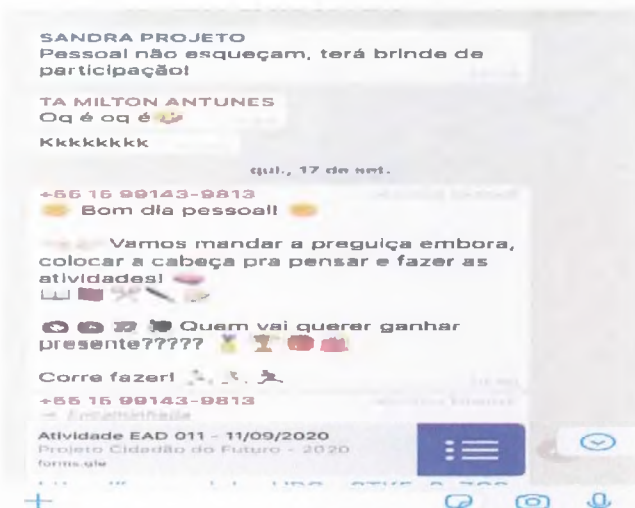 SANDRA PROJETO
Pessoal não esqueçam, terá brinde de
participação!
TA MILTON ANTUNES
Oq é oq é
Kkkkkkkk
qui., 17 de set.
+55 15 99143-9813
Bom dia pessoal!
Vamos mandar a preguiça embora,
colocar a cabeça pra pensar e fazer as
atividades!
Quem vai querer ganhar
presente?????
Corre fazer!
+55 15 99143-9813
Encaminhada
Atividade EAD 011 - 11/09/2020
Projeto Cidadão do Futuro - 2020
forms.gle